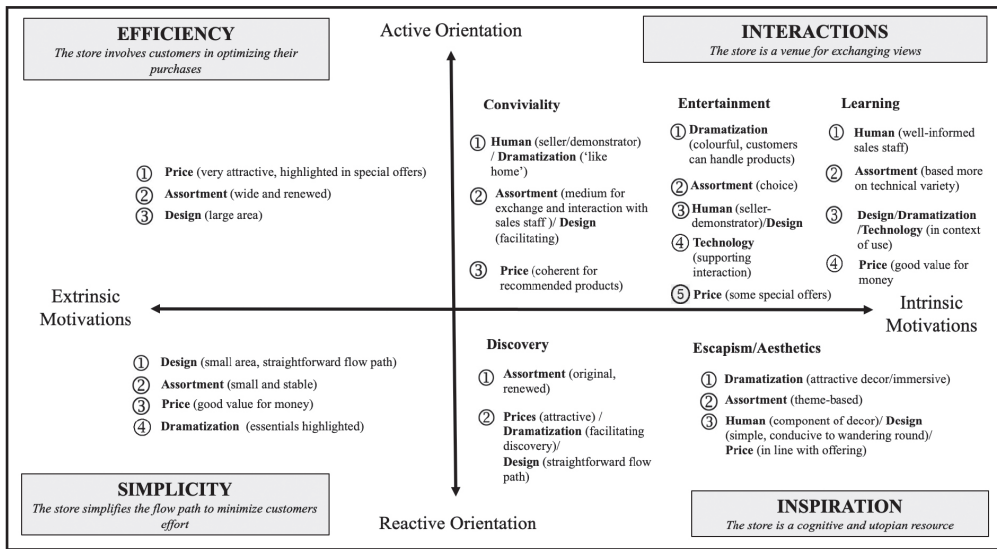 EFFICIENCY
The store involves customers in optimizing their
purchases
Active Orientation
INTERACTIONS
The store is a venue for exchanging views
① Price (very attractive, highlighted in special offers)
② Assortment (wide and renewed)
③ Design (large area)
Conviviality
① Human (seller/demonstrator)
/ Dramatization (‘like
home’)
② Assortment (medium for
exchange and interaction with
sales staff )/ Design
(facilitating)
③ Price (coherent for
recommended products)
Entertainment
① Dramatization
(colourful, customers
can handle products)
② Assortment (choice)
③ Human (seller-
demonstrator)/Design
④ Technology
(supporting
interaction)
⑤ Price (some special offers)
Learning
① Human (well-informed
sales staff)
② Assortment (based more
on technical variety)
③ Design/Dramatization
/Technology (in context
of use)
④ Price (good value for
money
Extrinsic
Motivations
Intrinsic
Motivations
① Design (small area, straightforward flow path)
② Assortment (small and stable)
③ Price (good value for money)
④ Dramatization (essentials highlighted)
Discovery
① Assortment (original,
renewed)
② Prices (attractive) /
Dramatization (facilitating
discovery)/
Design (straightforward flow
path)
Escapism/Aesthetics
① Dramatization (attractive decor/immersive)
② Assortment (theme-based)
③ Human (component of decor)/ Design
(simple, conducive to wandering round)/
Price (in line with offering)
SIMPLICITY
The store simplifies the flow path to minimize customers
effort
Reactive Orientation
INSPIRATION
The store is a cognitive and utopian resource